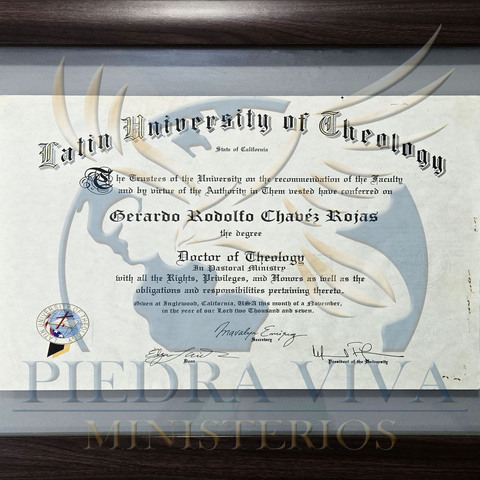 Latin University of Theology
State of California
The Trustees of the University on the recommendation of the Faculty
and by virtue of the Authority in Them vested have conferred on
Gerardo Rodolfo Chavéz Rojas
the degree
Doctor of Theology
In Pastoral Ministry
with all the Rights, Privileges, and Honors as well as the
obligations and responsibilities pertaining thereto.
Given at Inglewood, California, USA this month of a November,
in the year of our Lord two Thousand and seven.
Secretary
Dean
President of the University
PIEDRA VIVA
MINISTERIOS